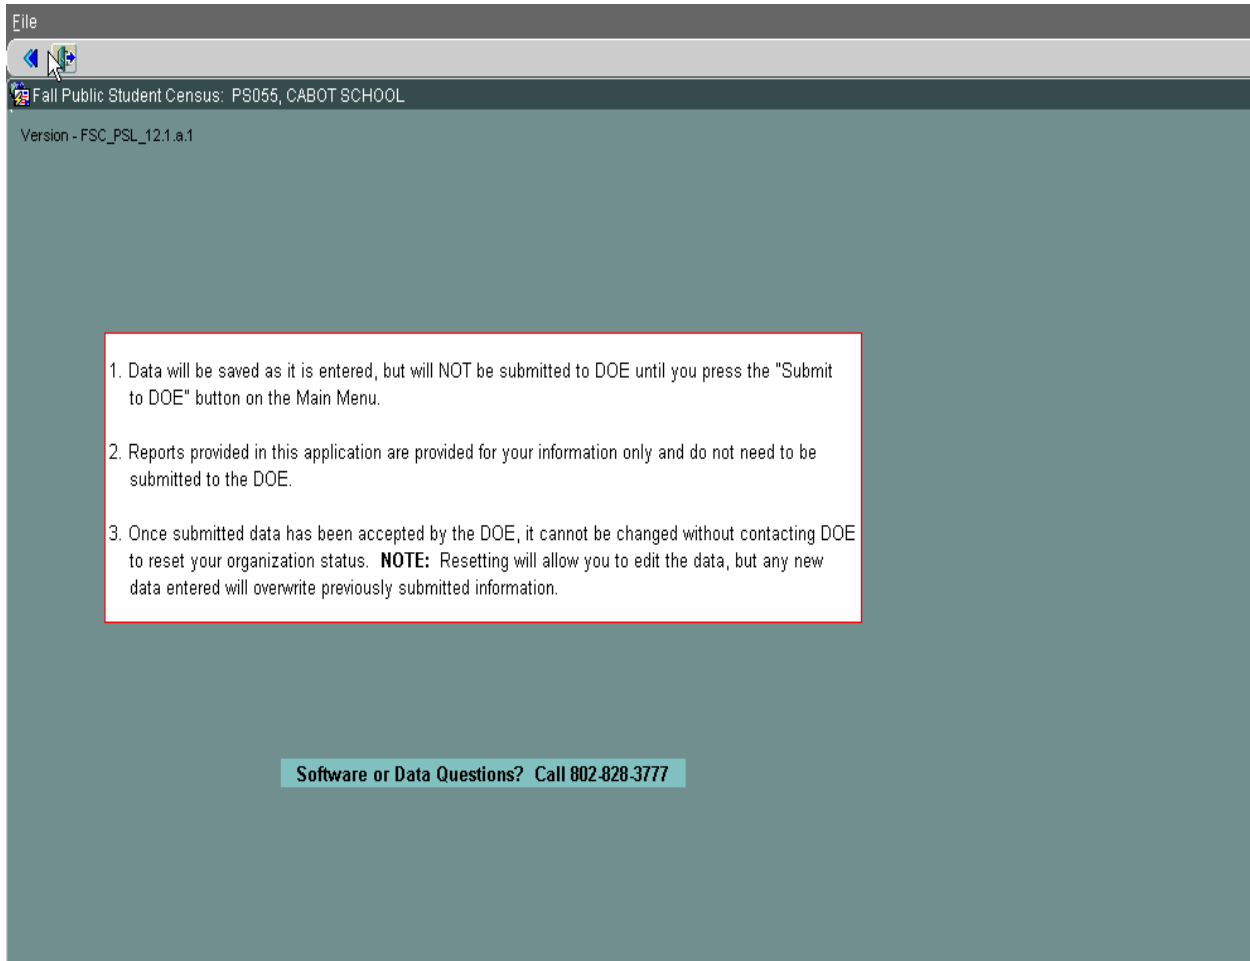 File
Fall Public Student Census: PS055, CABOT SCHOOL
Version - FSC_PSL_12.1.a.1
1. Data will be saved as it is entered, but will NOT be submitted to DOE until you press the "Submit
to DOE" button on the Main Menu.
2. Reports provided in this application are provided for your information only and do not need to be
submitted to the DOE.
3. Once submitted data has been accepted by the DOE, it cannot be changed without contacting DOE
to reset your organization status. NOTE: Resetting will allow you to edit the data, but any new
data entered will overwrite previously submitted information.
Software or Data Questions? Call 802-828-3777